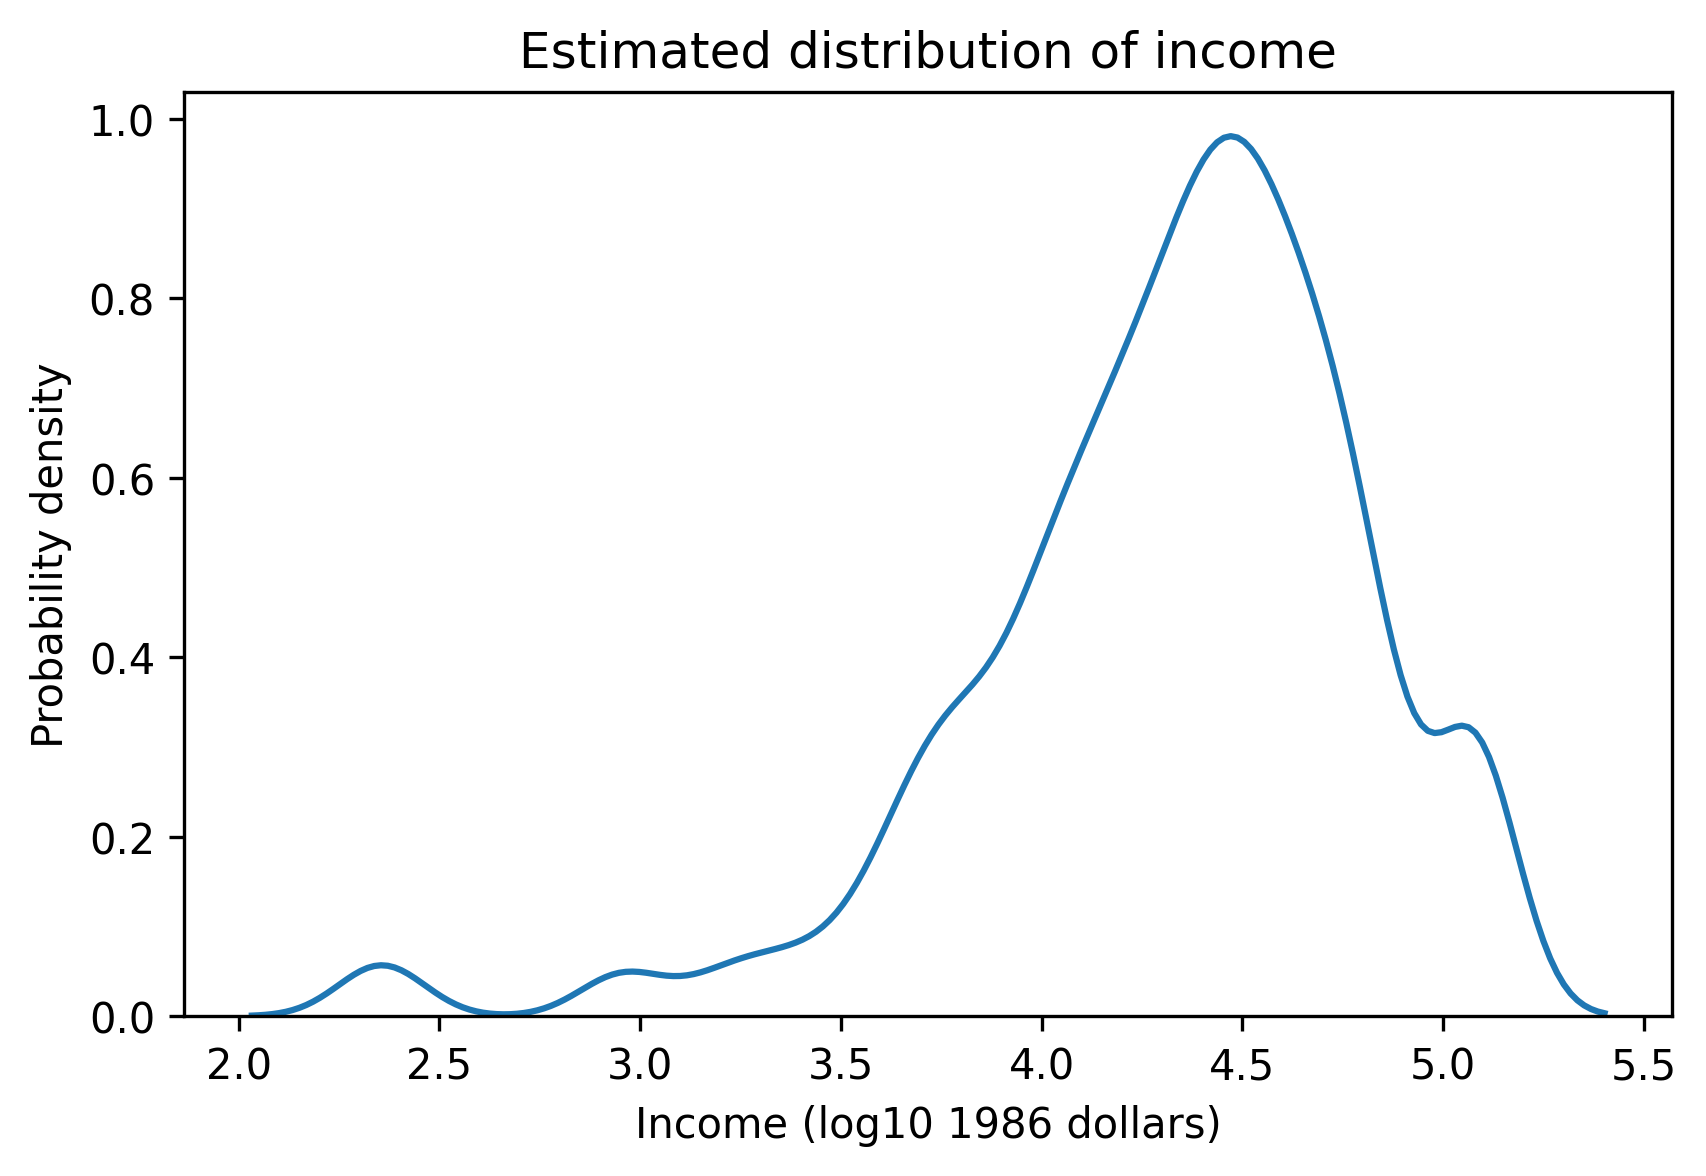 Estimated distribution of income
1.0
0.8
0.6
0.4
0.2
0.0
Probability density
2.0 2.5 3.0 3.5 4.0 4.5 5.0 5.5
Income (log10 1986 dollars)